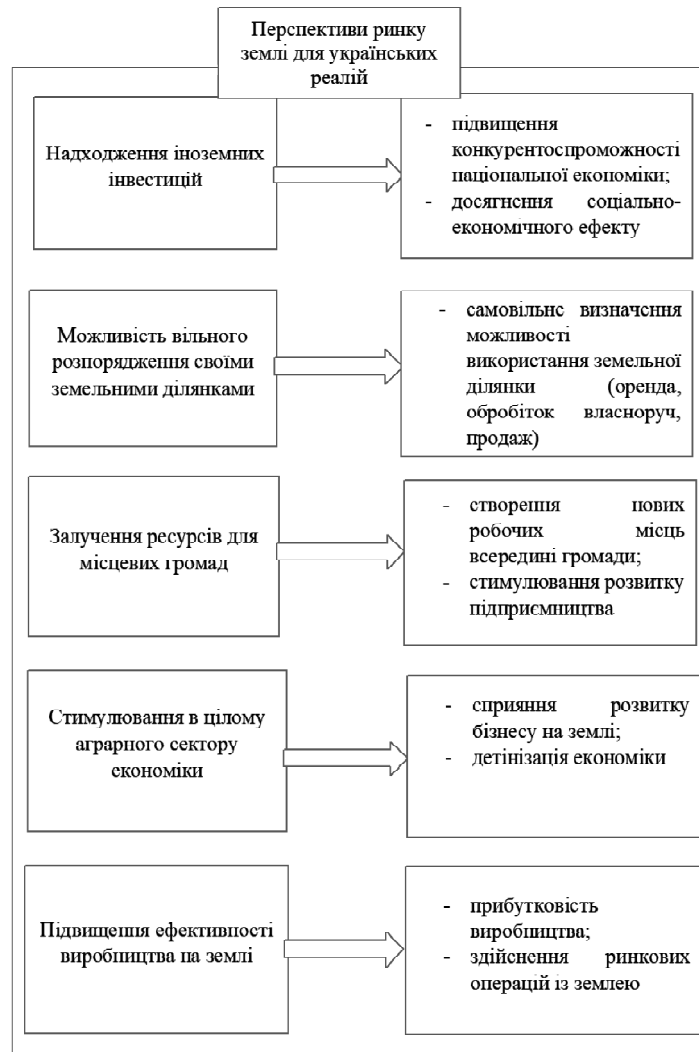 Перспективи ринку
землі для українських
реалій
Надходження іноземних
інвестицій
- підвищення
конкурентоспроможності
національної економіки;
- досягнення соціально-
економічного ефекту
Можливість вільного
розпорядження своїми
земельними ділянками
- самовільне визначення
можливості
використання земельної
ділянки (оренда,
обробіток власноруч,
продаж)
Залучення ресурсів для
місцевих громад
- створення нових
робочих місць
всередині громади;
- стимулювання розвитку
підприємництва
Стимулювання в цілому
аграрного сектору
економіки
- сприяння розвитку
бізнесу на землі;
- детінізація економіки
Підвищення ефективності
виробництва на землі
- прибутковість
виробництва;
- здійснення ринкових
операцій із землею